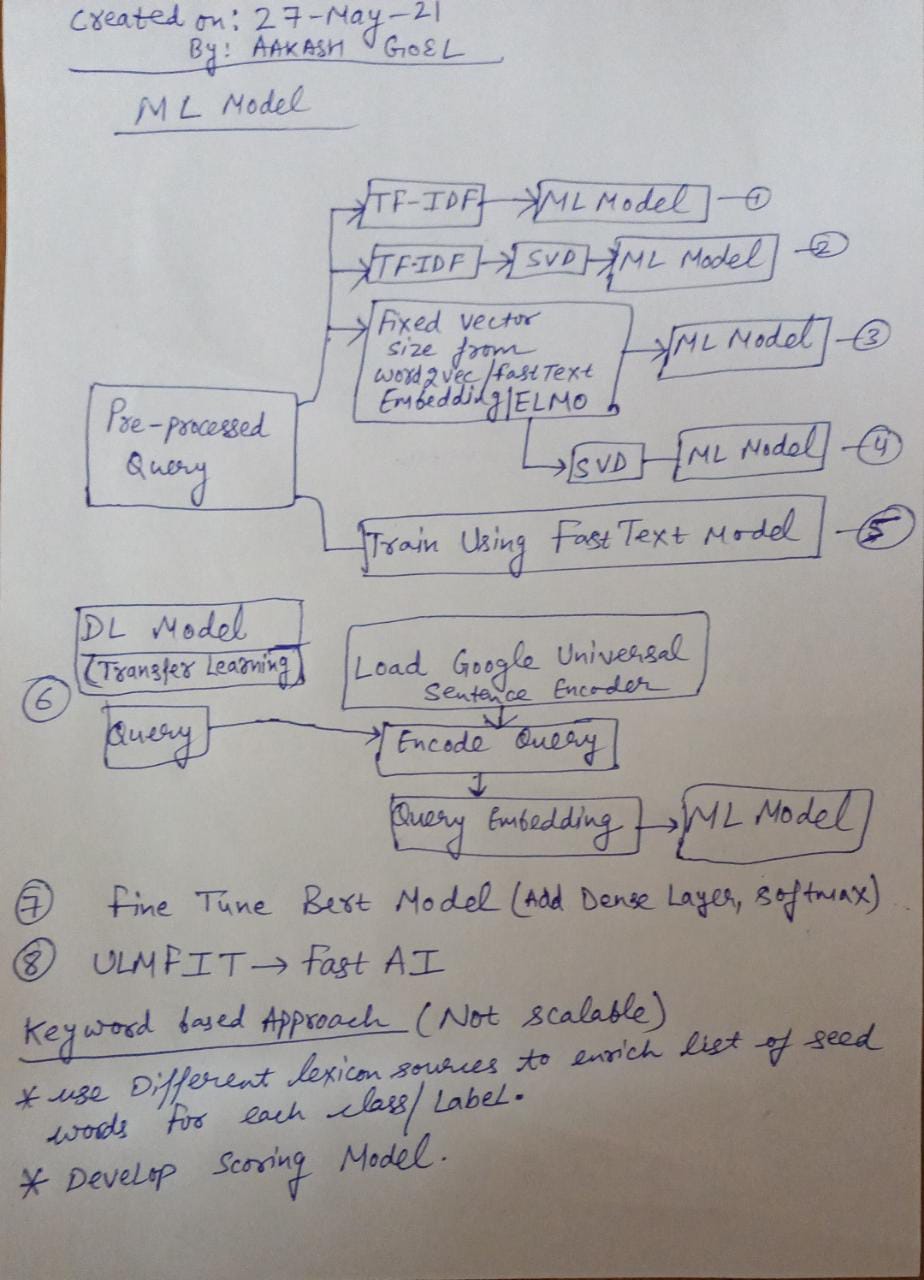 Created on: 27-May-21
By: AAKASH GOEL
ML Model
TF-IDF
ML Model
1
TF-IDF
SVD
ML Model
2
Fixed vector
size from
word2vec/fastText
Embedding/ELMO
ML Model
3
SVD
ML Model
4
Pre-processed
Query
Train Using FastText Model
5
DL Model
(Transfer Learning)
6
Load Google Universal
Sentence Encoder
Query
Encode Query
Query Embedding
ML Model
7 Fine Tune Bert Model (Add Dense Layer, softmax)
8 ULMFIT → Fast AI
Keyword based Approach (Not scalable)
* use Different lexicon sources to enrich list of seed
words for each class/Label.
* Develop Scoring Model.